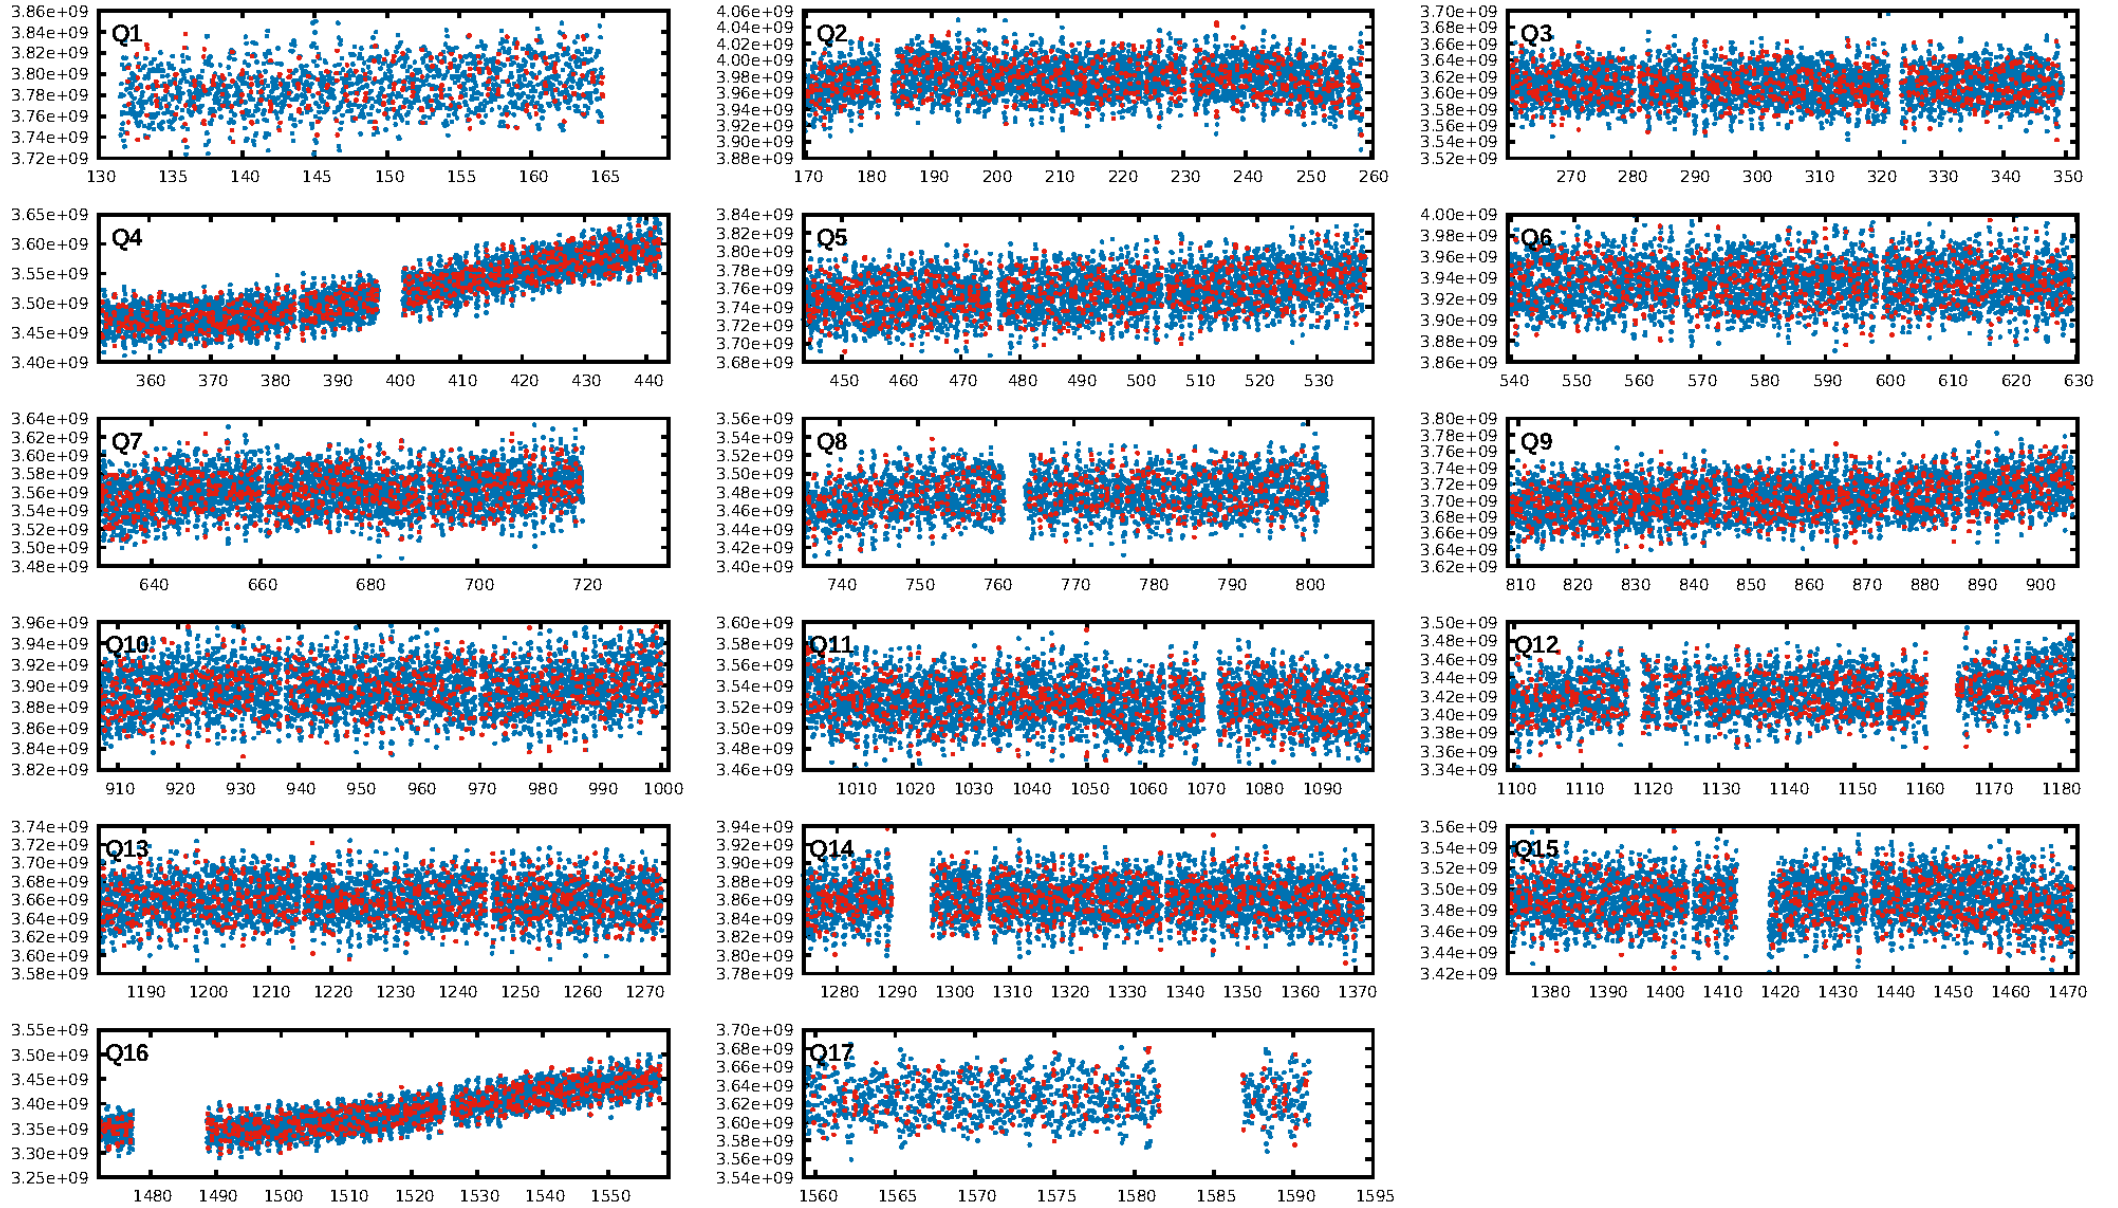 3.86e+09
3.84e+09
3.82e+09
3.80e+09
3.78e+09
3.76e+09
3.74e+09
3.72e+09
Q1
130 135 140 145 150 155 160 165
4.06e+09
4.04e+09
4.02e+09
4.00e+09
3.98e+09
3.96e+09
3.94e+09
3.92e+09
3.90e+09
3.88e+09
Q2
170 180 190 200 210 220 230 240 250 260
3.70e+09
3.68e+09
3.66e+09
3.64e+09
3.62e+09
3.60e+09
3.58e+09
3.56e+09
3.54e+09
3.52e+09
Q3
270 280 290 300 310 320 330 340 350
3.65e+09
3.60e+09
3.55e+09
3.50e+09
3.45e+09
3.40e+09
Q4
360 370 380 390 400 410 420 430 440
3.84e+09
3.82e+09
3.80e+09
3.78e+09
3.76e+09
3.74e+09
3.72e+09
3.70e+09
3.68e+09
Q5
450 460 470 480 490 500 510 520 530
4.00e+09
3.98e+09
3.96e+09
3.94e+09
3.92e+09
3.90e+09
3.88e+09
3.86e+09
Q6
540 550 560 570 580 590 600 610 620 630
3.64e+09
3.62e+09
3.60e+09
3.58e+09
3.56e+09
3.54e+09
3.52e+09
3.50e+09
3.48e+09
Q7
640 660 680 700 720
3.56e+09
3.54e+09
3.52e+09
3.50e+09
3.48e+09
3.46e+09
3.44e+09
3.42e+09
3.40e+09
Q8
740 750 760 770 780 790 800
3.80e+09
3.78e+09
3.76e+09
3.74e+09
3.72e+09
3.70e+09
3.68e+09
3.66e+09
3.64e+09
3.62e+09
Q9
810 820 830 840 850 860 870 880 890 900
3.96e+09
3.94e+09
3.92e+09
3.90e+09
3.88e+09
3.86e+09
3.84e+09
3.82e+09
Q10
910 920 930 940 950 960 970 980 990 1000
3.60e+09
3.58e+09
3.56e+09
3.54e+09
3.52e+09
3.50e+09
3.48e+09
3.46e+09
Q11
1010 1020 1030 1040 1050 1060 1070 1080 1090
3.50e+09
3.48e+09
3.46e+09
3.44e+09
3.42e+09
3.40e+09
3.38e+09
3.36e+09
3.34e+09
Q12
1100 1110 1120 1130 1140 1150 1160 1170 1180
3.74e+09
3.72e+09
3.70e+09
3.68e+09
3.66e+09
3.64e+09
3.62e+09
3.60e+09
3.58e+09
Q13
1190 1200 1210 1220 1230 1240 1250 1260 1270
3.94e+09
3.92e+09
3.90e+09
3.88e+09
3.86e+09
3.84e+09
3.82e+09
3.80e+09
3.78e+09
Q14
1280 1290 1300 1310 1320 1330 1340 1350 1360 1370
3.56e+09
3.54e+09
3.52e+09
3.50e+09
3.48e+09
3.46e+09
3.44e+09
3.42e+09
Q15
1380 1390 1400 1410 1420 1430 1440 1450 1460 1470
3.55e+09
3.50e+09
3.45e+09
3.40e+09
3.35e+09
3.30e+09
3.25e+09
Q16
1480 1490 1500 1510 1520 1530 1540 1550
3.70e+09
3.68e+09
3.66e+09
3.64e+09
3.62e+09
3.60e+09
3.58e+09
3.56e+09
3.54e+09
Q17
1560 1565 1570 1575 1580 1585 1590 1595